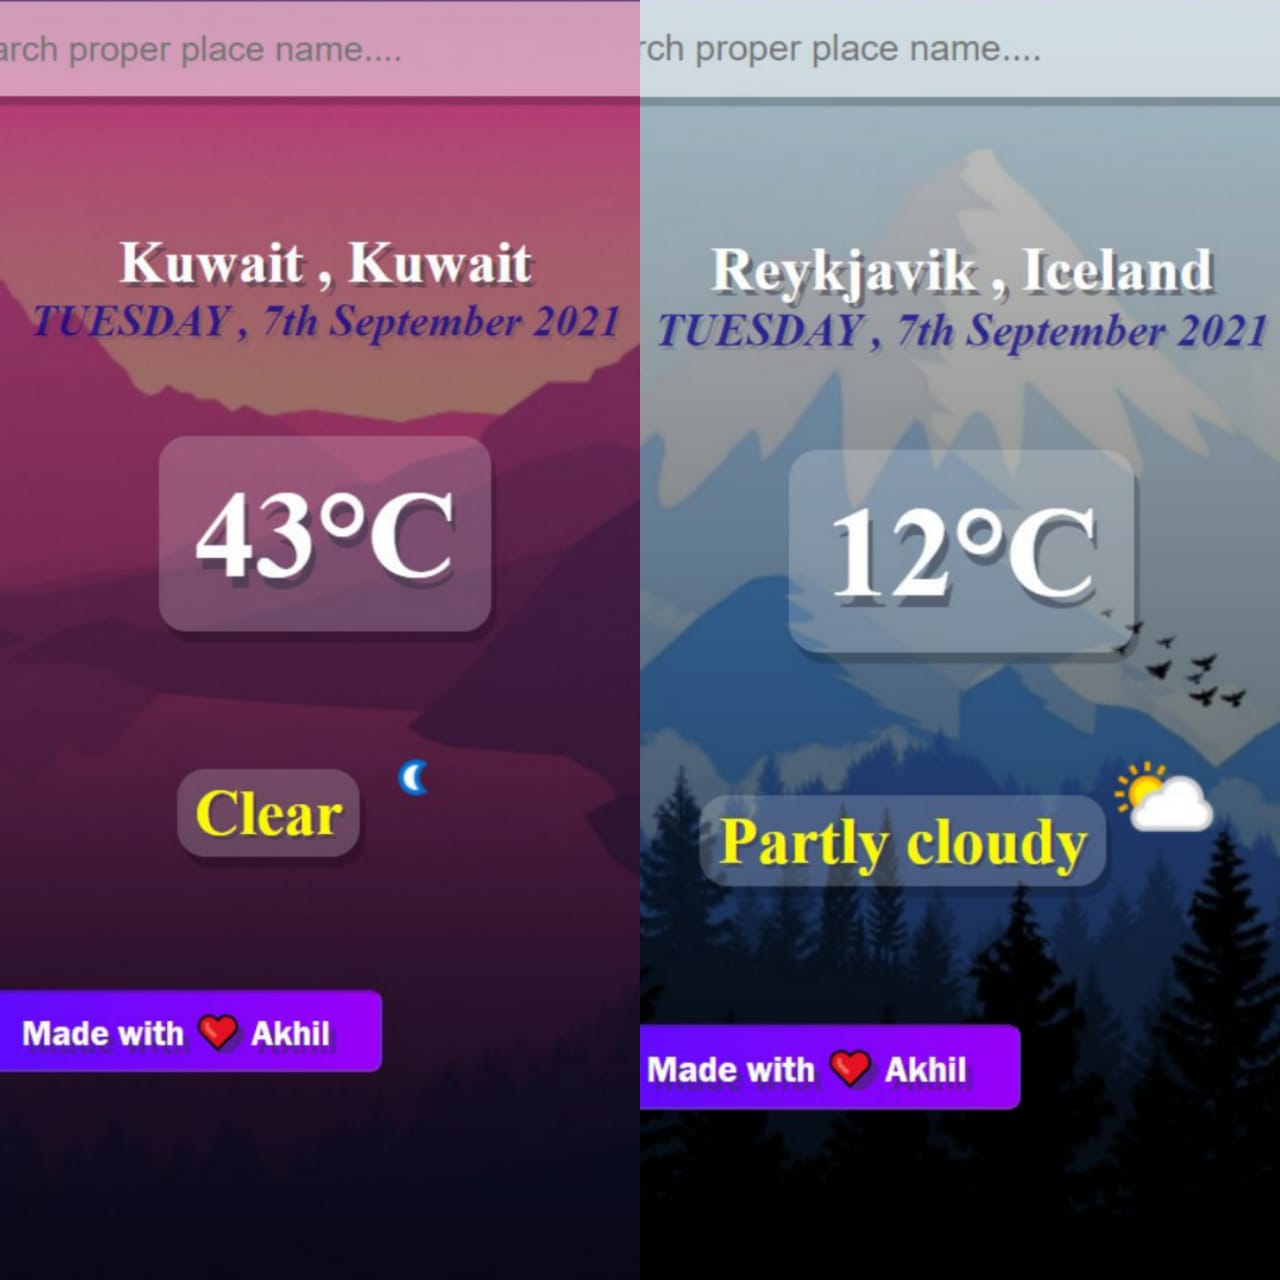 arch proper place name....
Kuwait , Kuwait
TUESDAY , 7th September 2021
43°C
Clear
Made with ❤️ Akhil
rch proper place name....
Reykjavik , Iceland
TUESDAY , 7th September 2021
12°C
Partly cloudy
Made with ❤️ Akhil